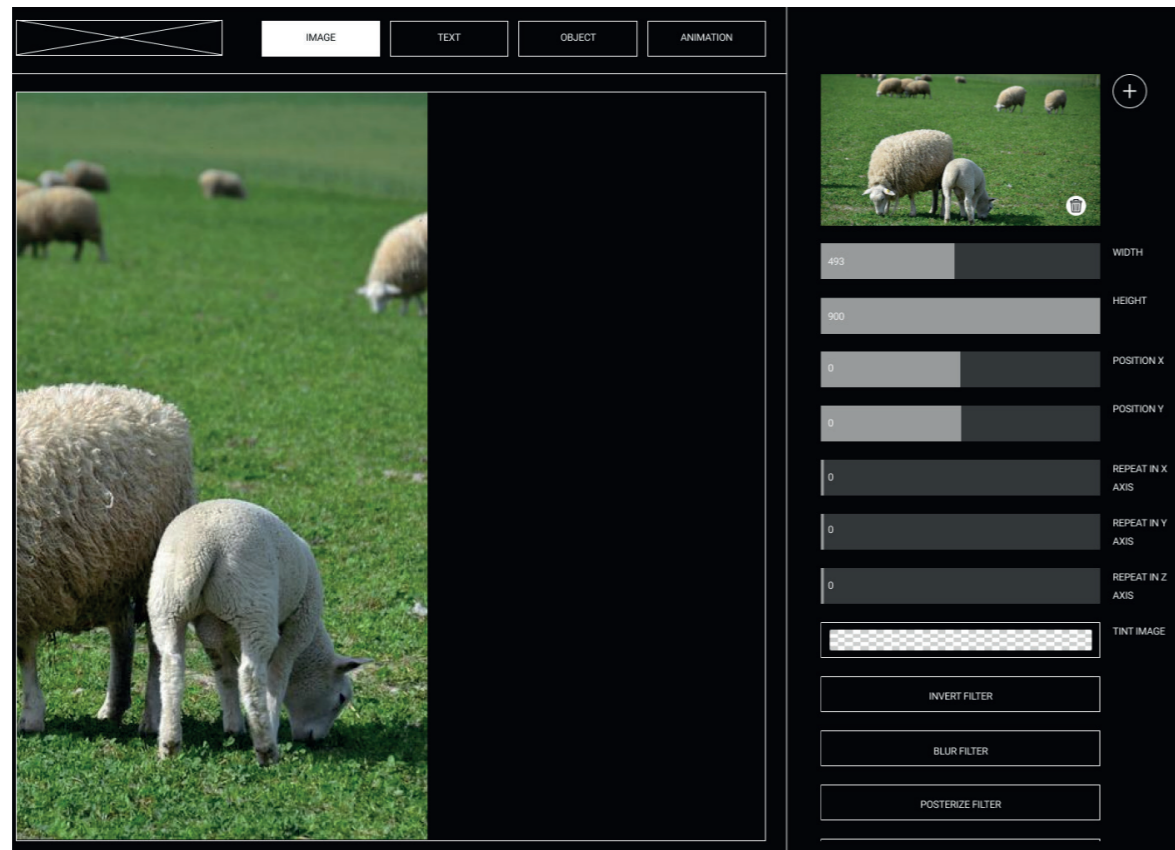 IMAGE
TEXT
OBJECT
ANIMATION
493
WIDTH
900
HEIGHT
0
POSITION X
0
POSITION Y
0
REPEAT IN X
AXIS
0
REPEAT IN Y
AXIS
0
REPEAT IN Z
AXIS
TINT IMAGE
INVERT FILTER
BLUR FILTER
POSTERIZE FILTER